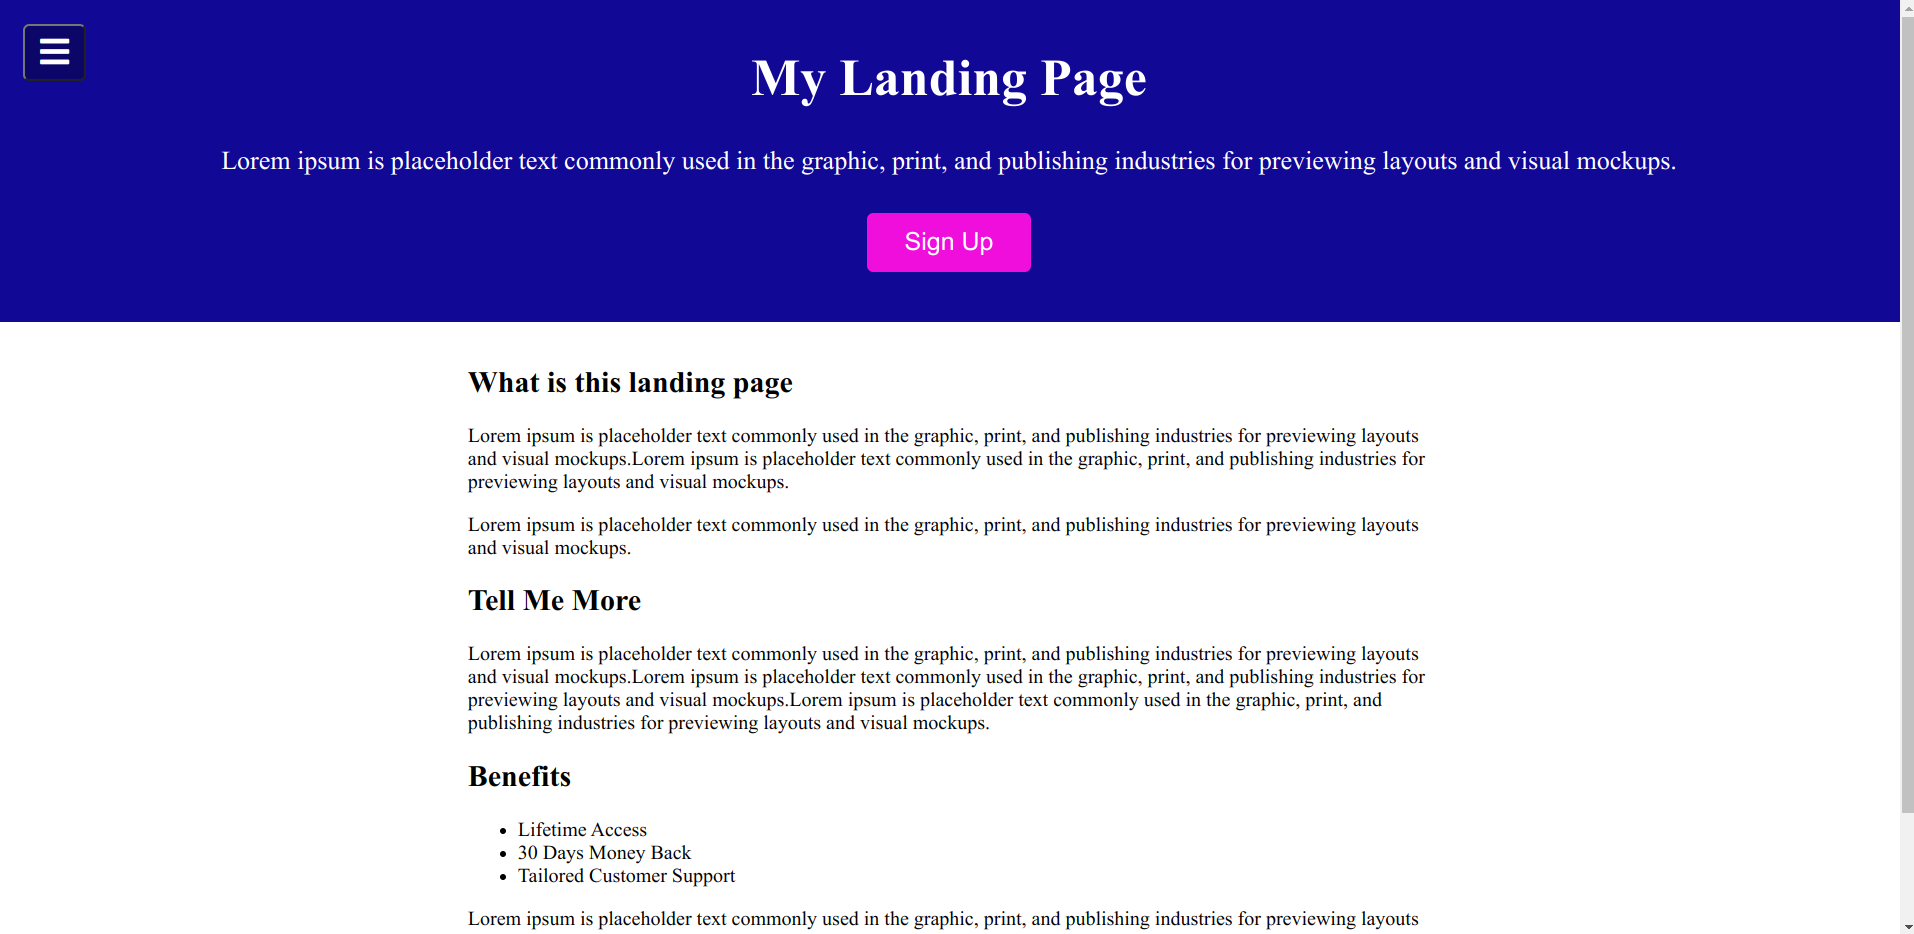 My Landing Page
Lorem ipsum is placeholder text commonly used in the graphic, print, and publishing industries for previewing layouts and visual mockups.
Sign Up
What is this landing page
Lorem ipsum is placeholder text commonly used in the graphic, print, and publishing industries for previewing layouts
and visual mockups.Lorem ipsum is placeholder text commonly used in the graphic, print, and publishing industries for
previewing layouts and visual mockups.
Lorem ipsum is placeholder text commonly used in the graphic, print, and publishing industries for previewing layouts
and visual mockups.
Tell Me More
Lorem ipsum is placeholder text commonly used in the graphic, print, and publishing industries for previewing layouts
and visual mockups.Lorem ipsum is placeholder text commonly used in the graphic, print, and publishing industries for
previewing layouts and visual mockups.Lorem ipsum is placeholder text commonly used in the graphic, print, and
publishing industries for previewing layouts and visual mockups.
Benefits
• Lifetime Access
• 30 Days Money Back
• Tailored Customer Support
Lorem ipsum is placeholder text commonly used in the graphic, print, and publishing industries for previewing layouts